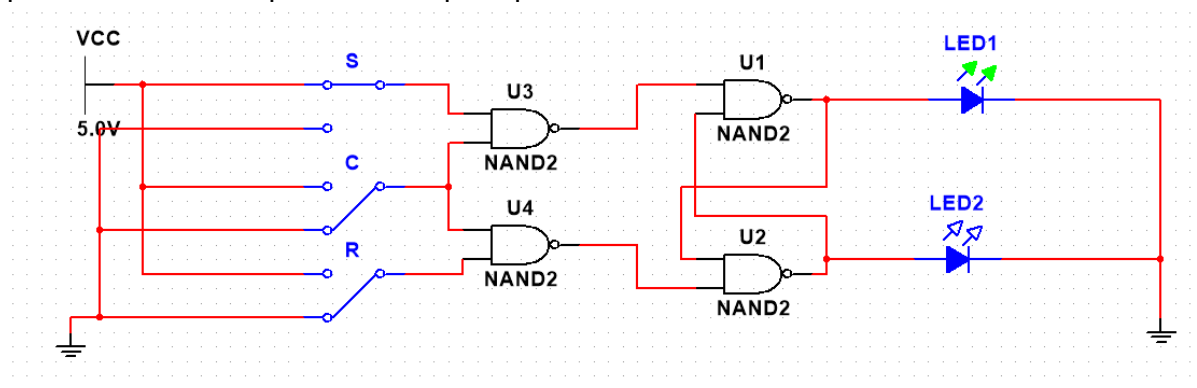 VCC
5.0V
S
C
R
U3
NAND2
U4
NAND2
U1
NAND2
U2
NAND2
LED1
LED2